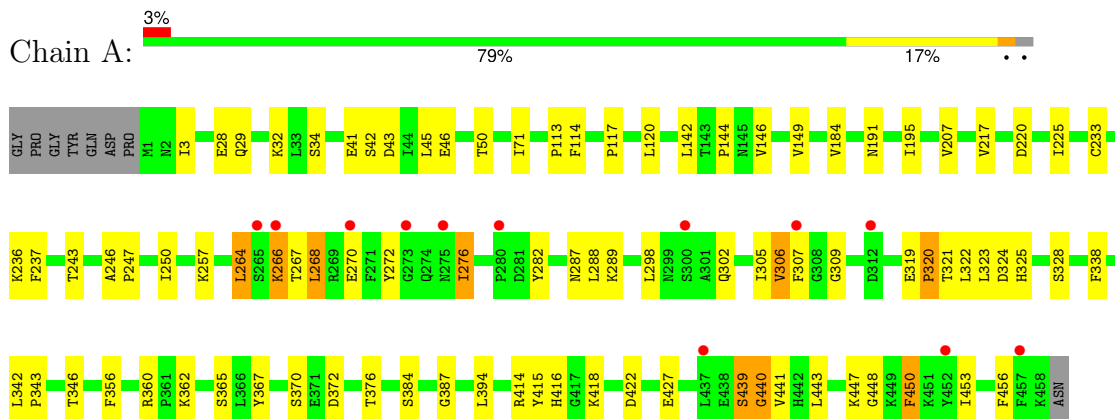 3%
Chain A:
79% 17% • •
GLY PRO GLY TYR GLN ASP PRO M1 N2 I3 E28 Q29 K32 L33 S34 E41 S42 D43 I44 L45 E46 T50 I71 P113 F114 P117 L120 L142 T143 P144 N145 V146 V149 V184 N191 I195 V207 V217 D220 I225 C233
K236 F237 T243 A246 P247 I250 K257 L264 S265 K266 T267 L268 R269 E270 F271 Y272 G273 Q274 N275 I276 P280 D281 Y282 N287 L288 K289 L298 N299 S300 A301 Q302 I305 V306 F307 G308 G309 D312 E319 P320 T321 L322 L323 D324 H325 S328 F338
L342 P343 T346 F356 R360 P361 K362 S365 L366 Y367 S370 E371 D372 T376 S384 G387 L394 R414 Y415 H416 G417 K418 D422 E427 L437 E438 S439 G440 V441 H442 L443 K447 G448 K449 F450 K451 Y452 I453 F456 F457 K458 ASN